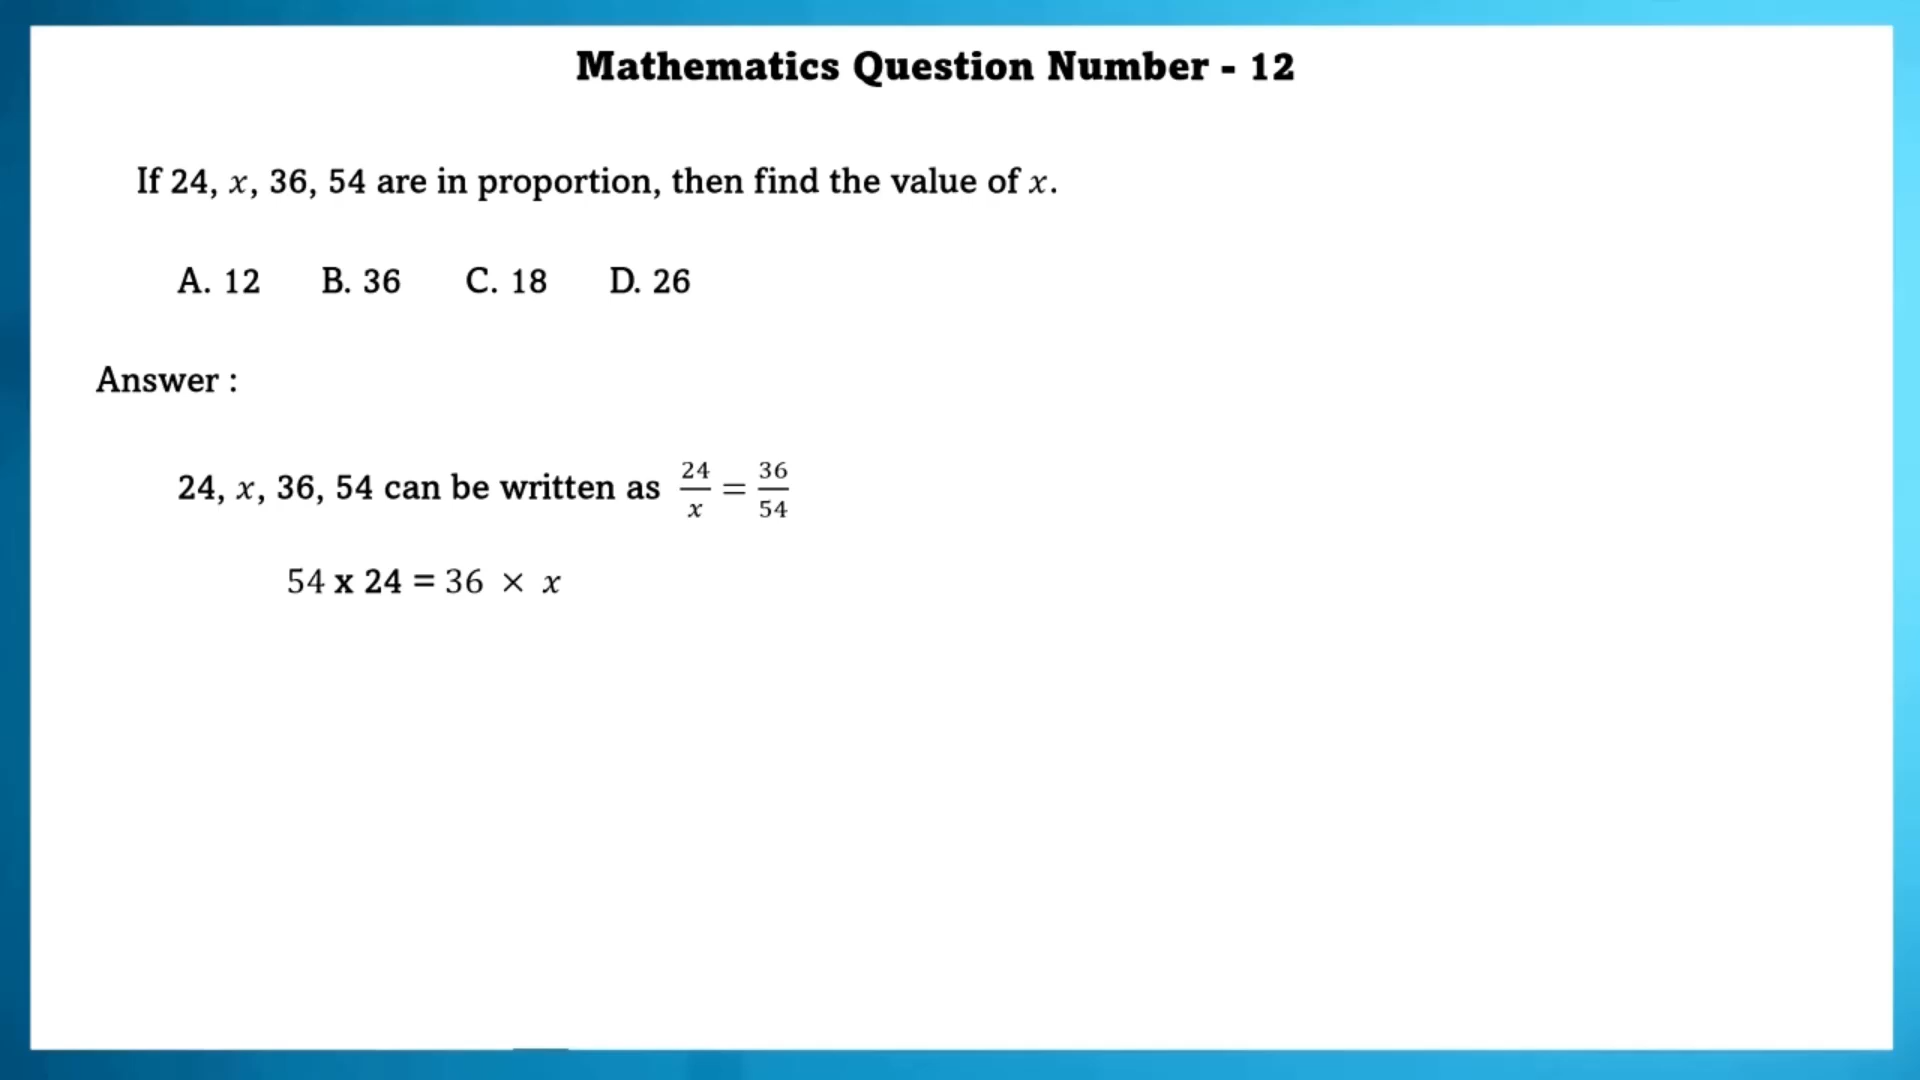 Mathematics Question Number - 12
If 24, x, 36, 54 are in proportion, then find the value of x.
A. 12 B. 36 C. 18 D. 26
Answer :
24, x, 36, 54 can be written as 24/x = 36/54
54 x 24 = 36 × x